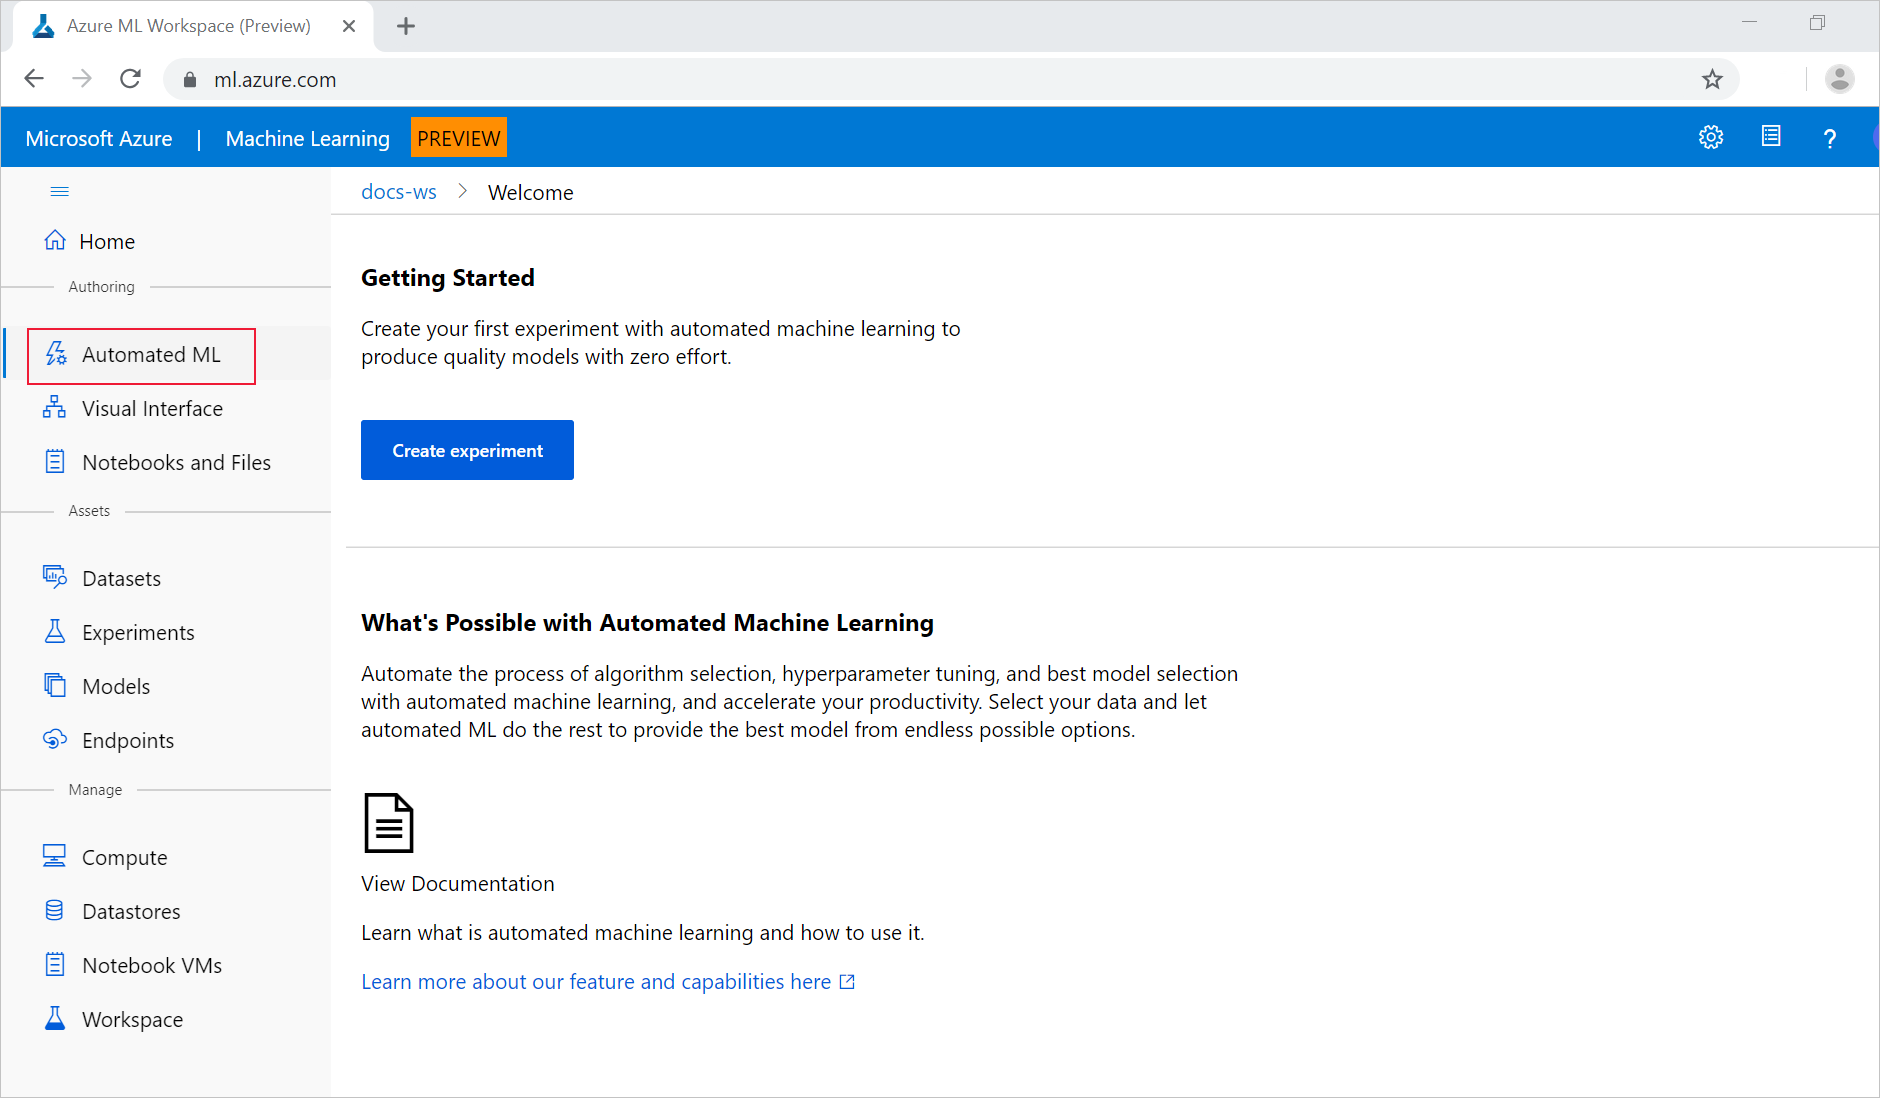 Azure ML Workspace (Preview)
ml.azure.com
Microsoft Azure | Machine Learning PREVIEW
?
docs-ws > Welcome
Home
Authoring
Automated ML
Visual Interface
Notebooks and Files
Assets
Datasets
Experiments
Models
Endpoints
Manage
Compute
Datastores
Notebook VMs
Workspace
Getting Started
Create your first experiment with automated machine learning to
produce quality models with zero effort.
Create experiment
What's Possible with Automated Machine Learning
Automate the process of algorithm selection, hyperparameter tuning, and best model selection
with automated machine learning, and accelerate your productivity. Select your data and let
automated ML do the rest to provide the best model from endless possible options.
View Documentation
Learn what is automated machine learning and how to use it.
Learn more about our feature and capabilities here